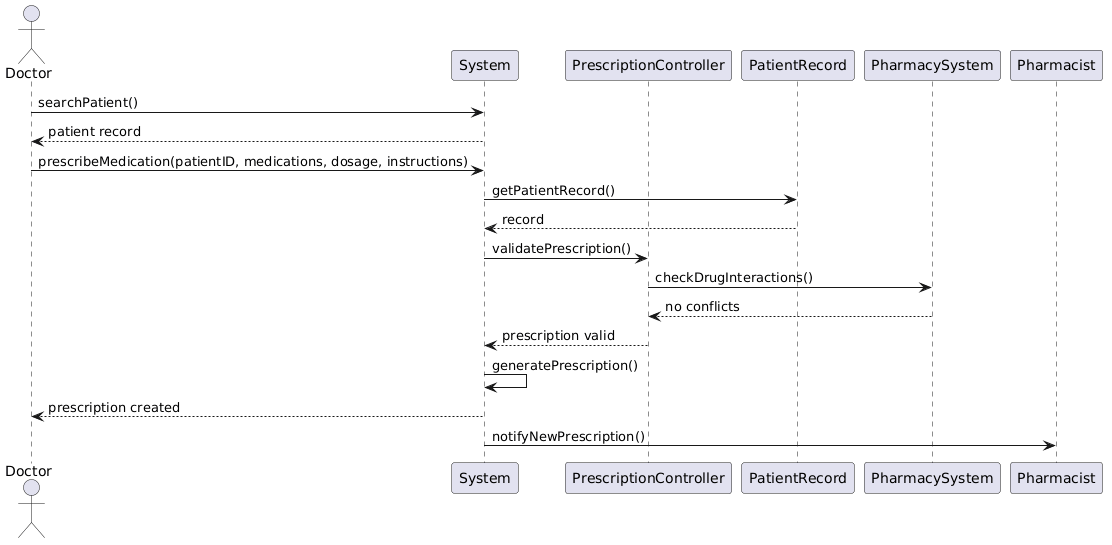 Doctor
System
PrescriptionController
PatientRecord
PharmacySystem
Pharmacist
searchPatient()
patient record
prescribeMedication(patientID, medications, dosage, instructions)
getPatientRecord()
record
validatePrescription()
checkDrugInteractions()
no conflicts
prescription valid
generatePrescription()
prescription created
notifyNewPrescription()
Doctor
System
PrescriptionController
PatientRecord
PharmacySystem
Pharmacist